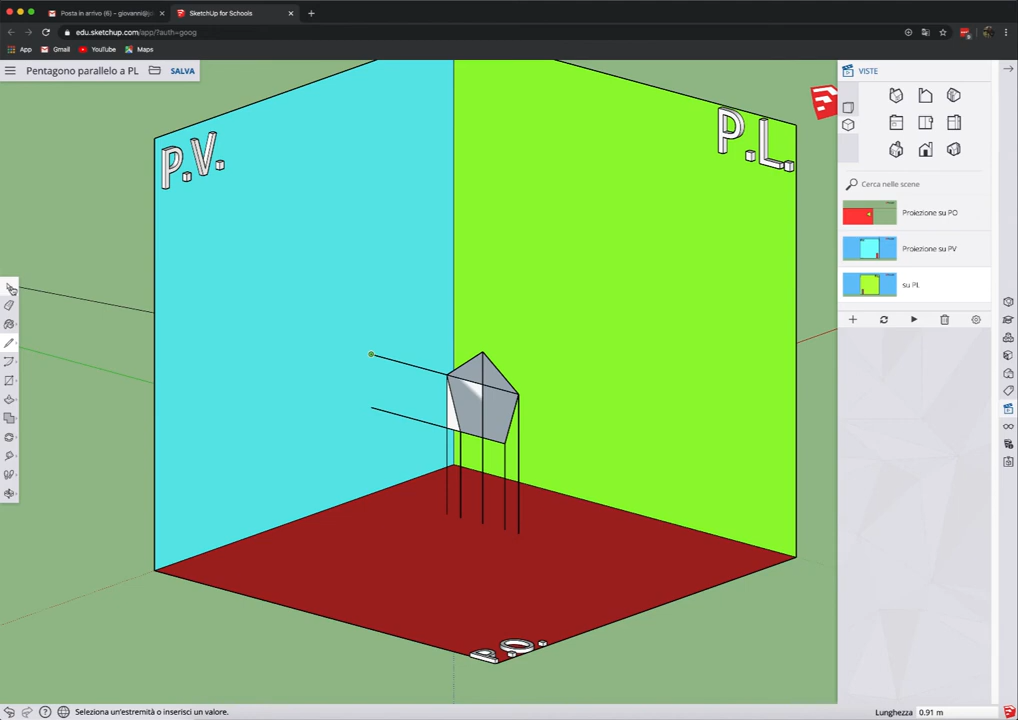 Posta in arrivo (6) - giovanni@
SketchUp for Schools
edu.sketchup.com/app/?auth=goog
App Gmail YouTube Maps
Pentagono parallelo a PL SALVA
VISTE
P.V.
P.L.
Cerca nelle scene
Proiezione su PO
Proiezione su PV
su PL
P.O.
Seleziona un'estremità o inserisci un valore.
Lunghezza 0.91 m